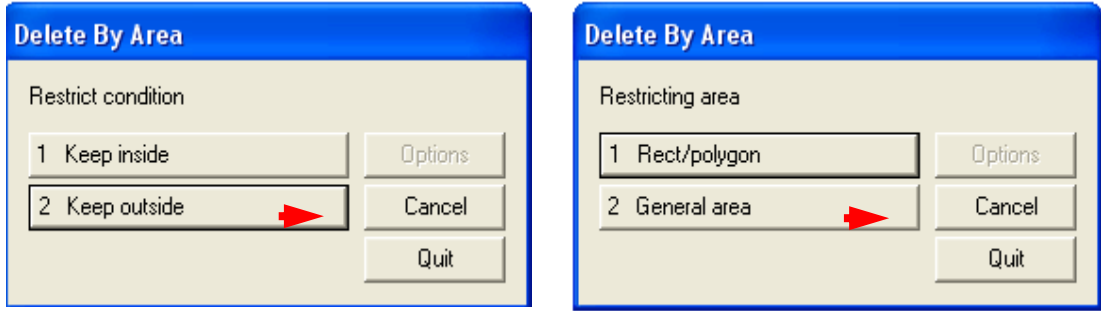 Delete By Area
Restrict condition
1 Keep inside
Options
2 Keep outside
Cancel
Quit
Delete By Area
Restricting area
1 Rect/polygon
Options
2 General area
Cancel
Quit